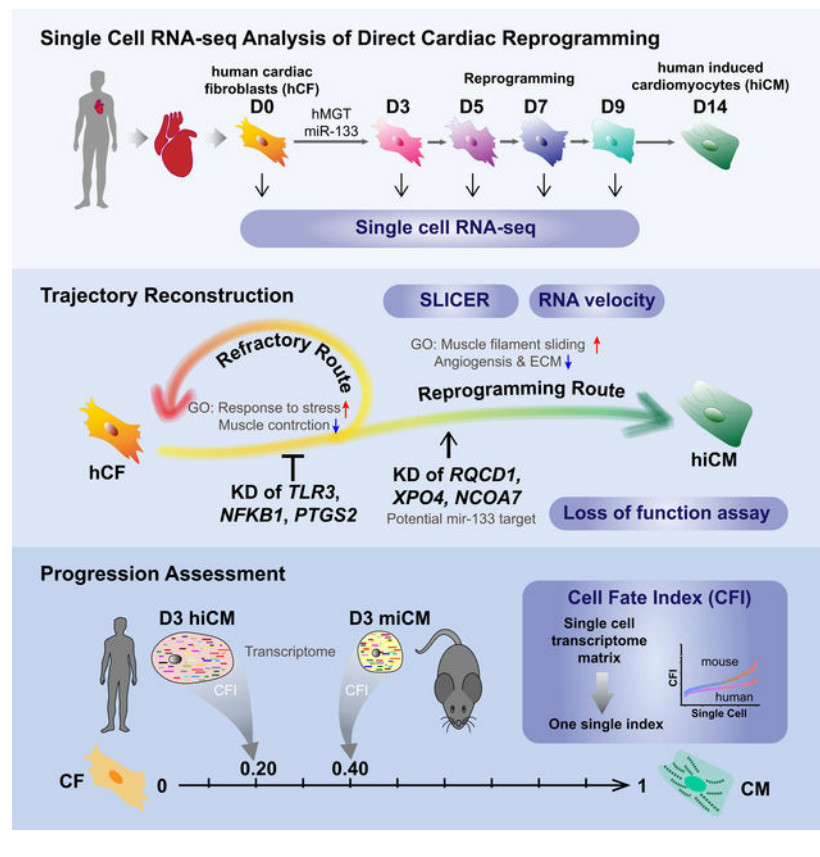 Single Cell RNA-seq Analysis of Direct Cardiac Reprogramming
human cardiac
fibroblasts (hCF)
D0
hMGT
miR-133
Reprogramming
D3
D5
D7
D9
human induced
cardiomyocytes (hiCM)
D14
Single cell RNA-seq
Trajectory Reconstruction
SLICER
RNA velocity
Refractory Route
GO: Response to stress
Muscle contrction
GO: Muscle filament sliding
Angiogensis & ECM
Reprogramming Route
hCF
hiCM
KD of TLR3,
NFKB1, PTGS2
KD of RQCD1,
XPO4, NCOA7
Potential mir-133 target
Loss of function assay
Progression Assessment
D3 hiCM
Transcriptome
D3 miCM
CFI
CFI
Cell Fate Index (CFI)
Single cell
transcriptome
matrix
One single index
CFI
mouse
human
Single Cell
CF
0
0.20
0.40
1
CM